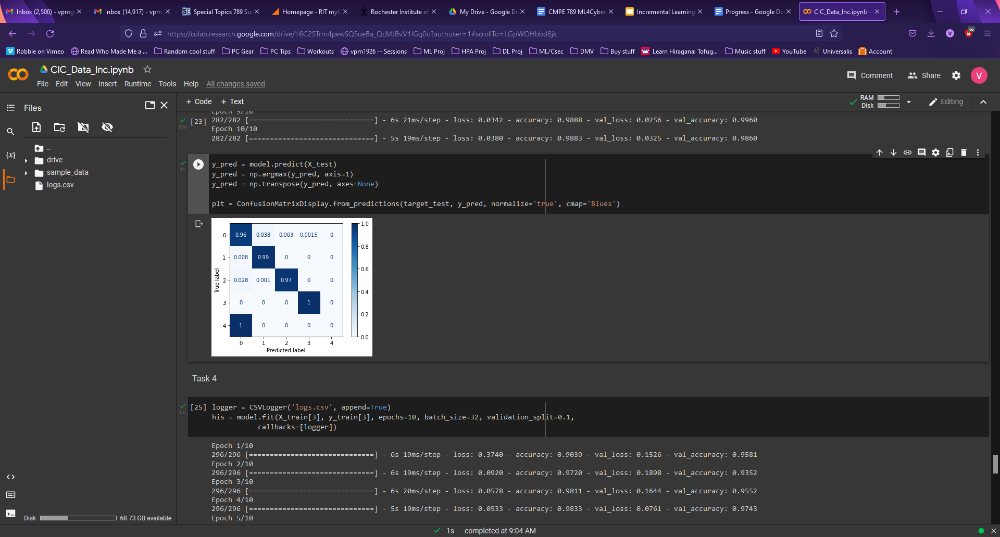 Inbox (2,500) - vpmg
Inbox (14,917) - vpm
Special Topics 789 Su
Homepage - RIT myC
Rochester Institute of
My Drive - Google Dr
CMPE 789 ML4Cyber
Incremental Learning
Progress - Google Do
CIC_Data_Inc.ipynb -
https://colab.research.google.com/drive/16C2STrm4pewSQSueBa_QcMJBvV1lGq0o?authuser=1#scrollTo=LGpWOHbbd8jk
Robbie on Vimeo
Read Who Made Me a ...
Random cool stuff
PC Gear
PC Tips
Workouts
vpm1926 -- Sessions
ML Proj
HPA Proj
DL Proj
ML/Csec
DMV
Buy stuff
Learn Hiragana: Tofug...
Music stuff
YouTube
Universalis
Account
CIC_Data_Inc.ipynb
File Edit View Insert Runtime Tools Help All changes saved
Comment Share V
Files
+ Code + Text
RAM
Disk
Editing
..
drive
sample_data
logs.csv
Disk 68.73 GB available
Epoch 9/10
[23] 282/282 [==============================] - 6s 21ms/step - loss: 0.0342 - accuracy: 0.9888 - val_loss: 0.0256 - val_accuracy: 0.9960
53s
Epoch 10/10
282/282 [==============================] - 5s 19ms/step - loss: 0.0380 - accuracy: 0.9883 - val_loss: 0.0325 - val_accuracy: 0.9860
1s
y_pred = model.predict(X_test)
y_pred = np.argmax(y_pred, axis=1)
y_pred = np.transpose(y_pred, axes=None)
plt = ConfusionMatrixDisplay.from_predictions(target_test, y_pred, normalize='true', cmap='Blues')
True label
0 0.96 0.038 0.003 0.0015 0
1 0.008 0.99 0 0 0
2 0.028 0.001 0.97 0 0
3 0 0 0 1 0
4 1 0 0 0 0
0 1 2 3 4
Predicted label
1.0
0.8
0.6
0.4
0.2
0.0
Task 4
[25] logger = CSVLogger('logs.csv', append=True)
1m
his = model.fit(X_train[3], y_train[3], epochs=10, batch_size=32, validation_split=0.1,
callbacks=[logger])
Epoch 1/10
296/296 [==============================] - 6s 19ms/step - loss: 0.3740 - accuracy: 0.9039 - val_loss: 0.1526 - val_accuracy: 0.9581
Epoch 2/10
296/296 [==============================] - 6s 19ms/step - loss: 0.0920 - accuracy: 0.9720 - val_loss: 0.1898 - val_accuracy: 0.9352
Epoch 3/10
296/296 [==============================] - 6s 20ms/step - loss: 0.0578 - accuracy: 0.9811 - val_loss: 0.1644 - val_accuracy: 0.9552
Epoch 4/10
296/296 [==============================] - 5s 19ms/step - loss: 0.0533 - accuracy: 0.9833 - val_loss: 0.0761 - val_accuracy: 0.9743
Epoch 5/10
1s completed at 9:04 AM